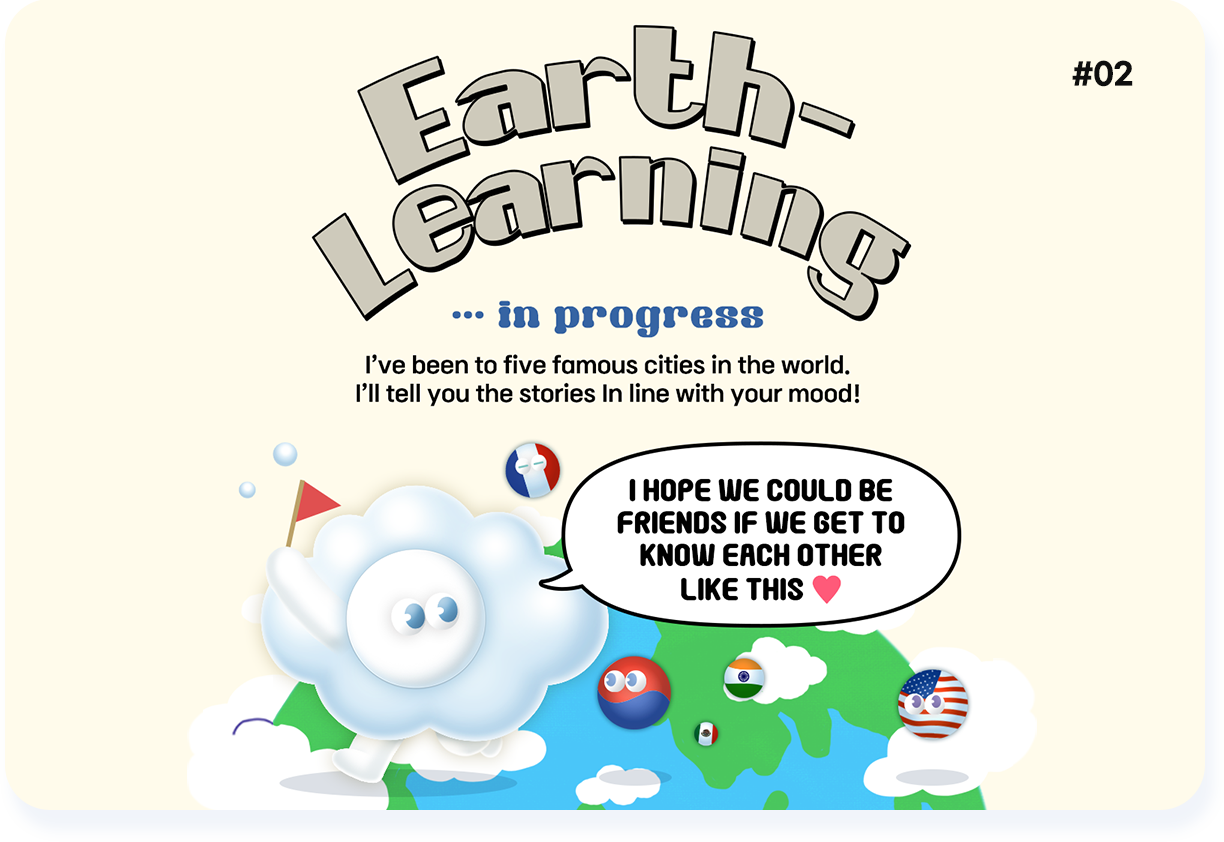 #02
Earth-
Learning
... in progress
I've been to five famous cities in the world.
I'll tell you the stories In line with your mood!
I HOPE WE COULD BE
FRIENDS IF WE GET TO
KNOW EACH OTHER
LIKE THIS ♥